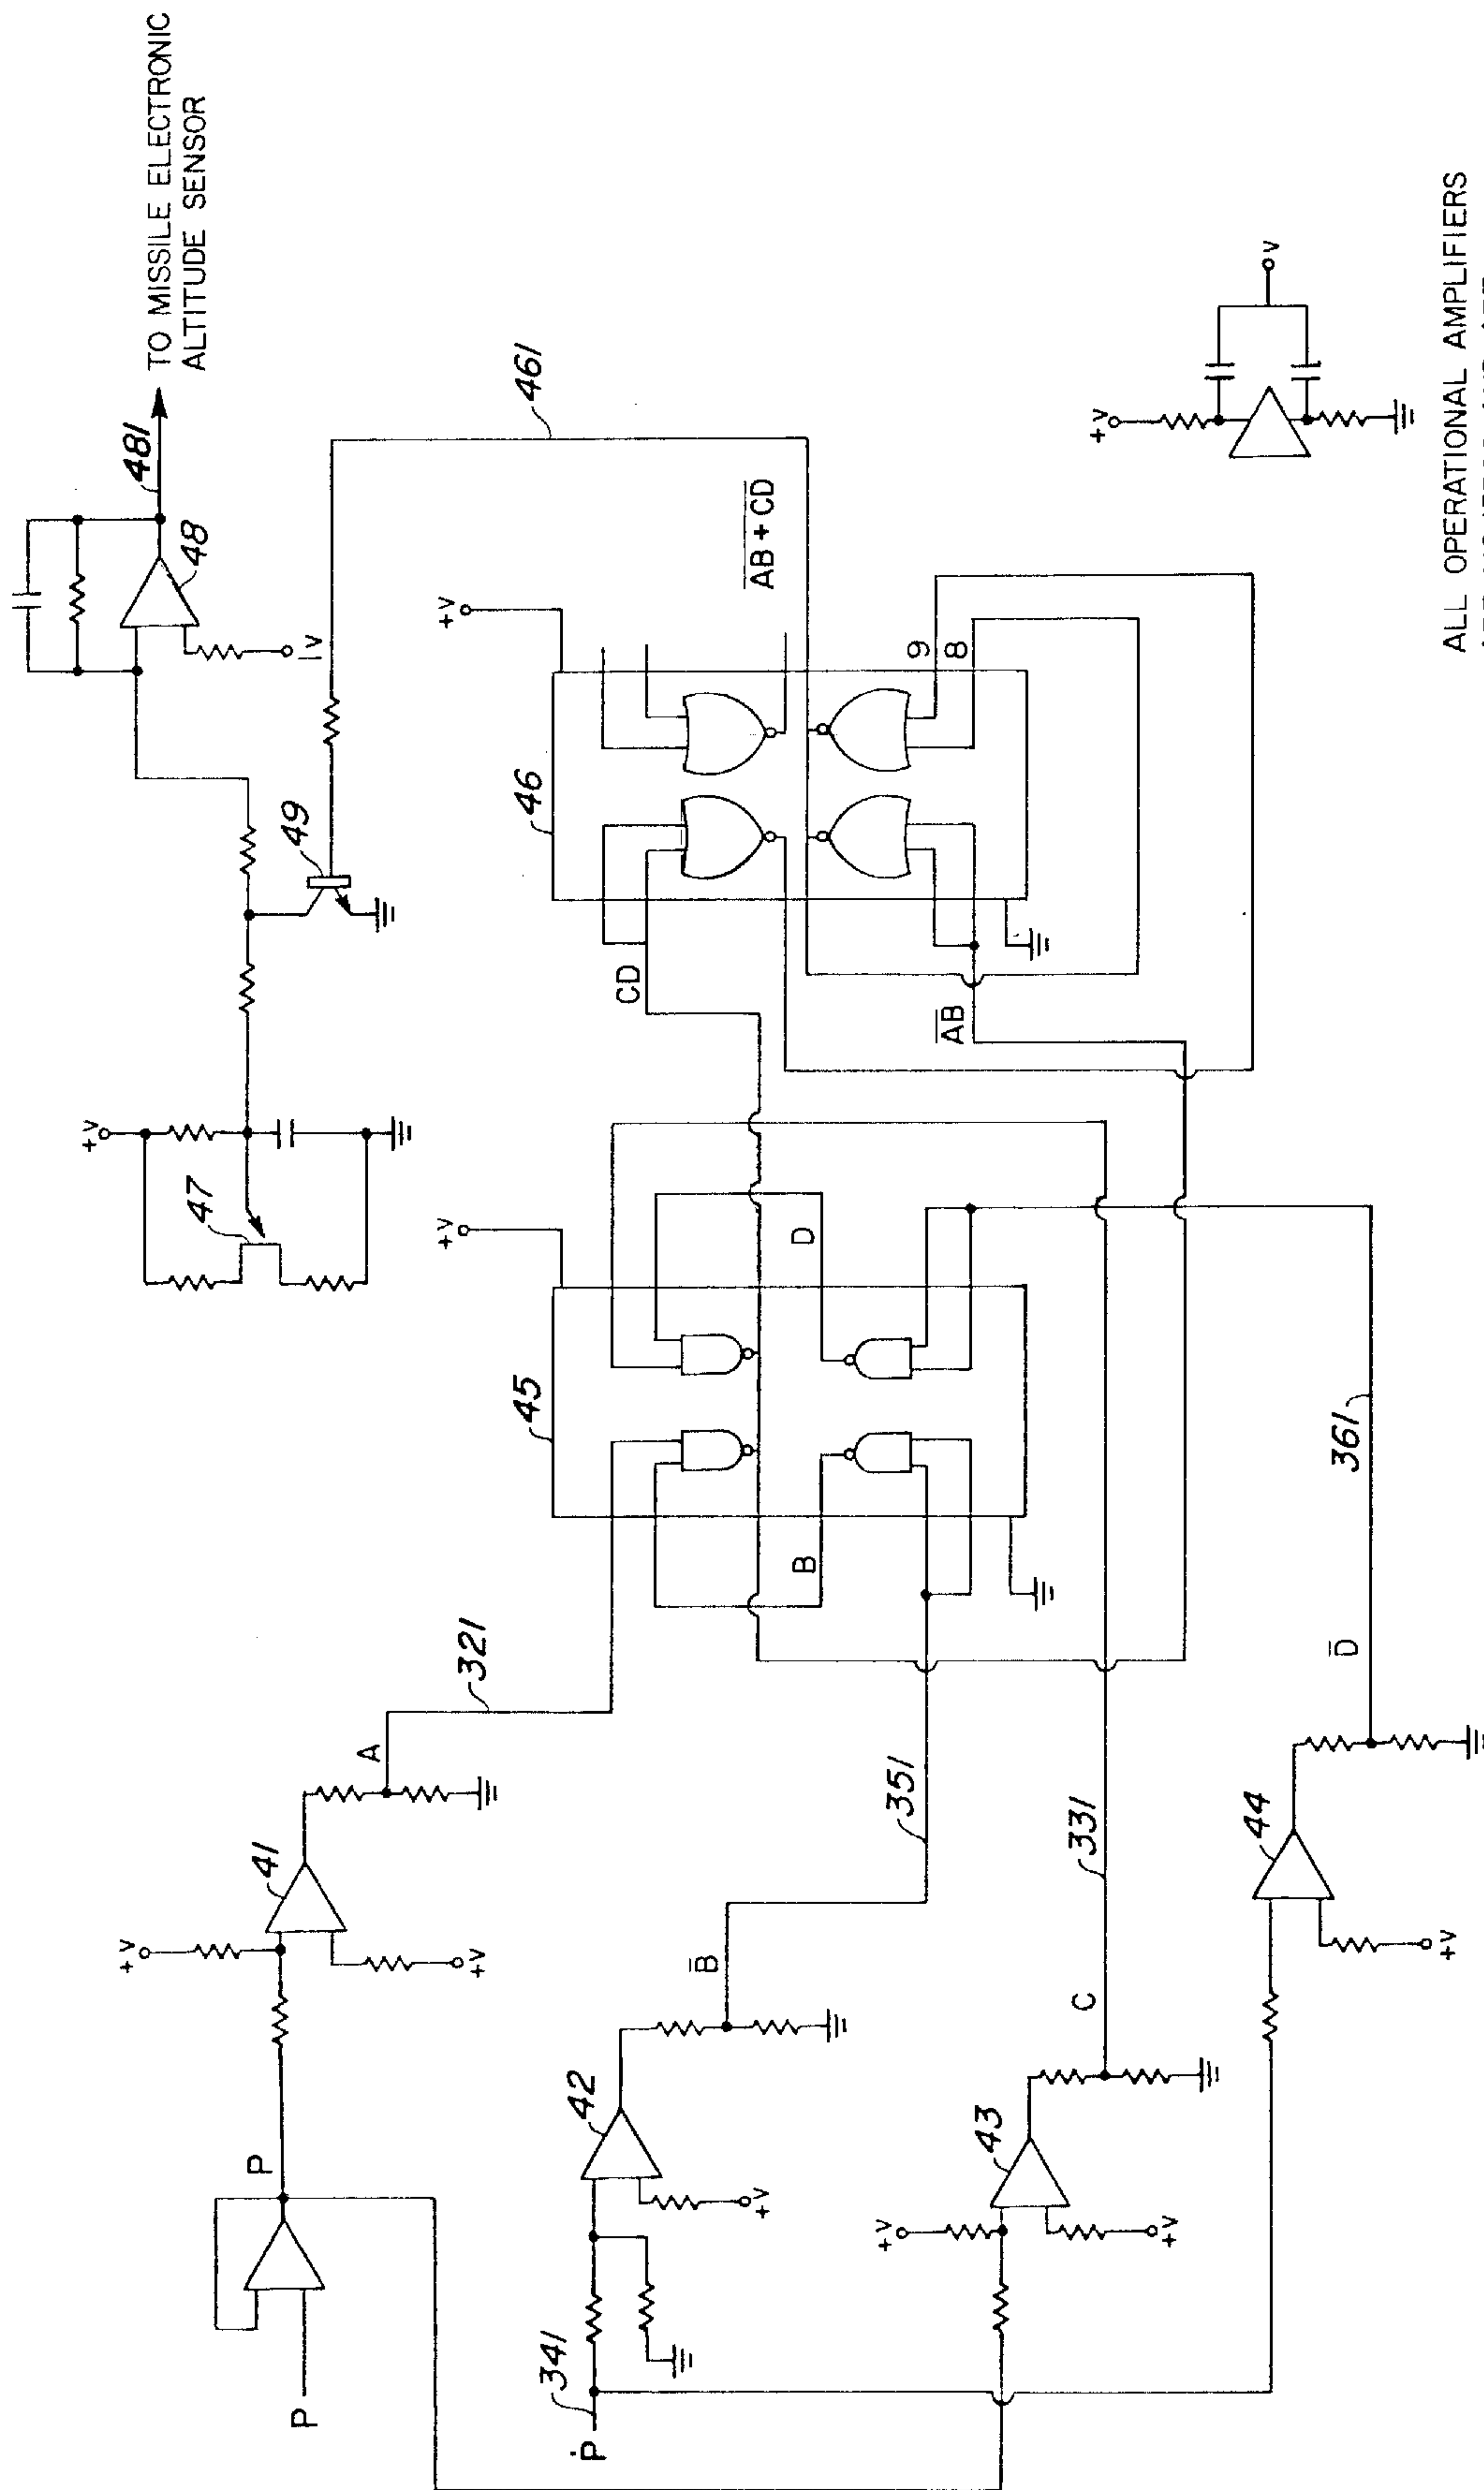 TO MISSILE ELECTRONIC
ALTITUDE SENSOR
481
48
1V
461
49
+V
47
+V
46
+V
45
CD
9
8
AB + CD
AB
D
B
321
A
41
+V
+V
P
P
351
B
42
+V
341
Ṗ
331
C
43
+V
+V
361
D
44
+V
+V
V
ALL OPERATIONAL AMPLIFIERS